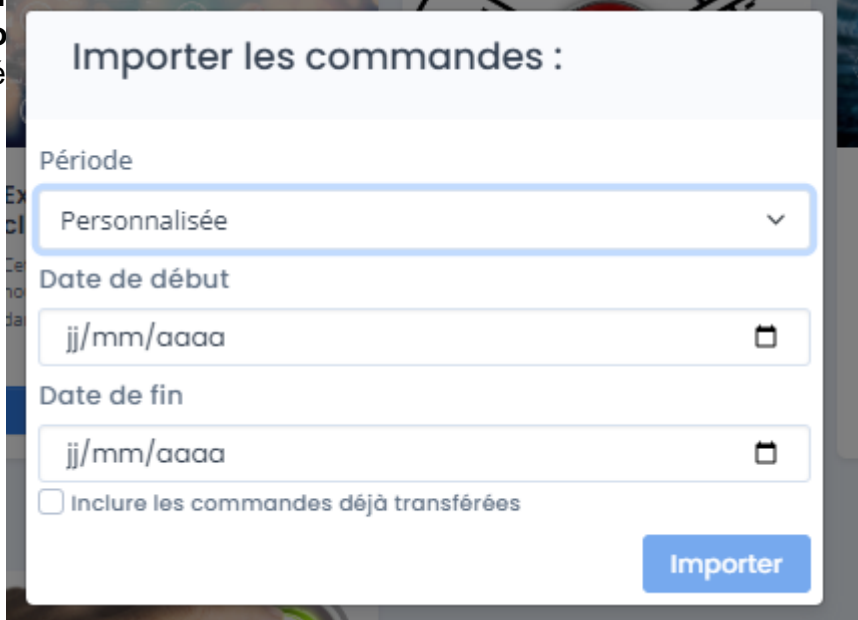 Importer les commandes :
Période
Personnalisée
Date de début
jj/mm/aaaa
Date de fin
jj/mm/aaaa
Inclure les commandes déjà transférées
Importer